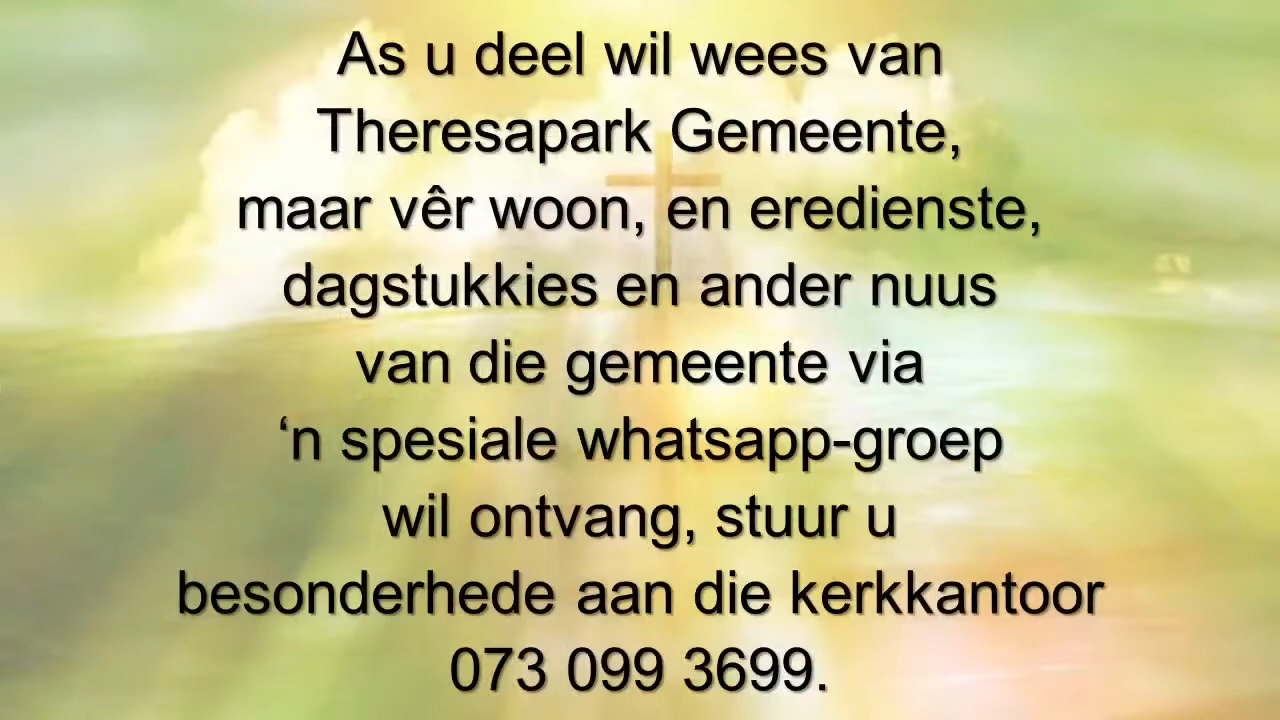 As u deel wil wees van
Theresapark Gemeente,
maar vêr woon, en eredienste,
dagstukkies en ander nuus
van die gemeente via
‘n spesiale whatsapp-groep
wil ontvang, stuur u
besonderhede aan die kerkkantoor
073 099 3699.